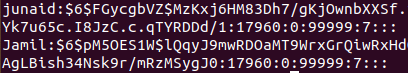 junaid:$6$FGycgbVZ$MzKxj6HM83Dh7/gKjOwnbXXSf.
Yk7u65c.I8JzC.c.qTYRDDd/1:17960:0:99999:7:::
Jamil:$6$pM5OES1W$lQqyJ9mwRDOaMT9WrxGrQiwRxHd
AgLBish34Nsk9r/mRzMSygJ0:17960:0:99999:7:::